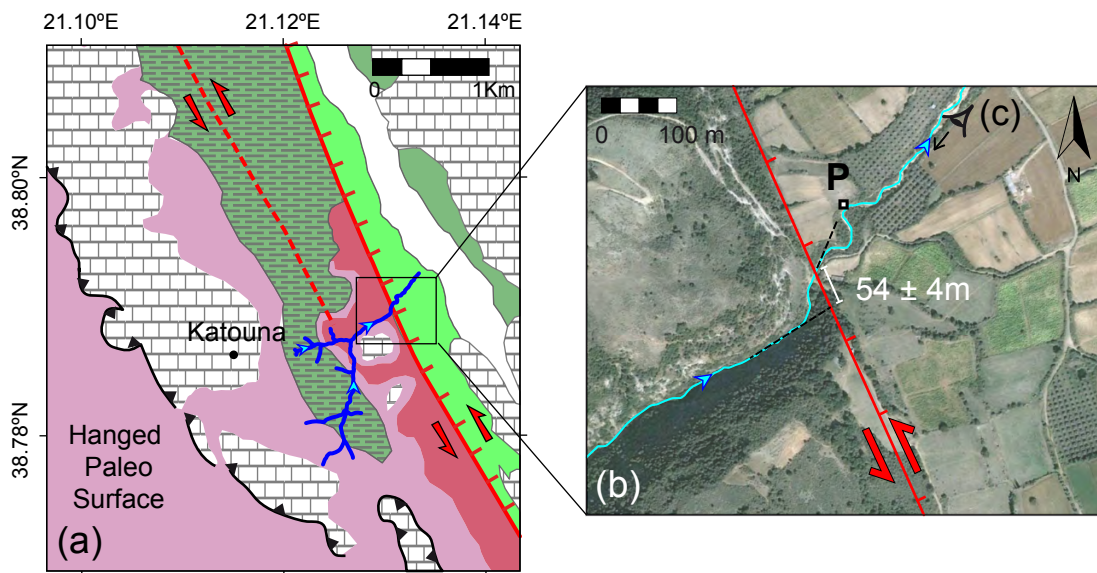 21.10ºE
21.12ºE
21.14ºE
38.80ºN
38.78ºN
0
1Km
Katouna
Hanged
Paleo
Surface
(a)
0
100 m
(c)
N
P
54 ± 4m
(b)